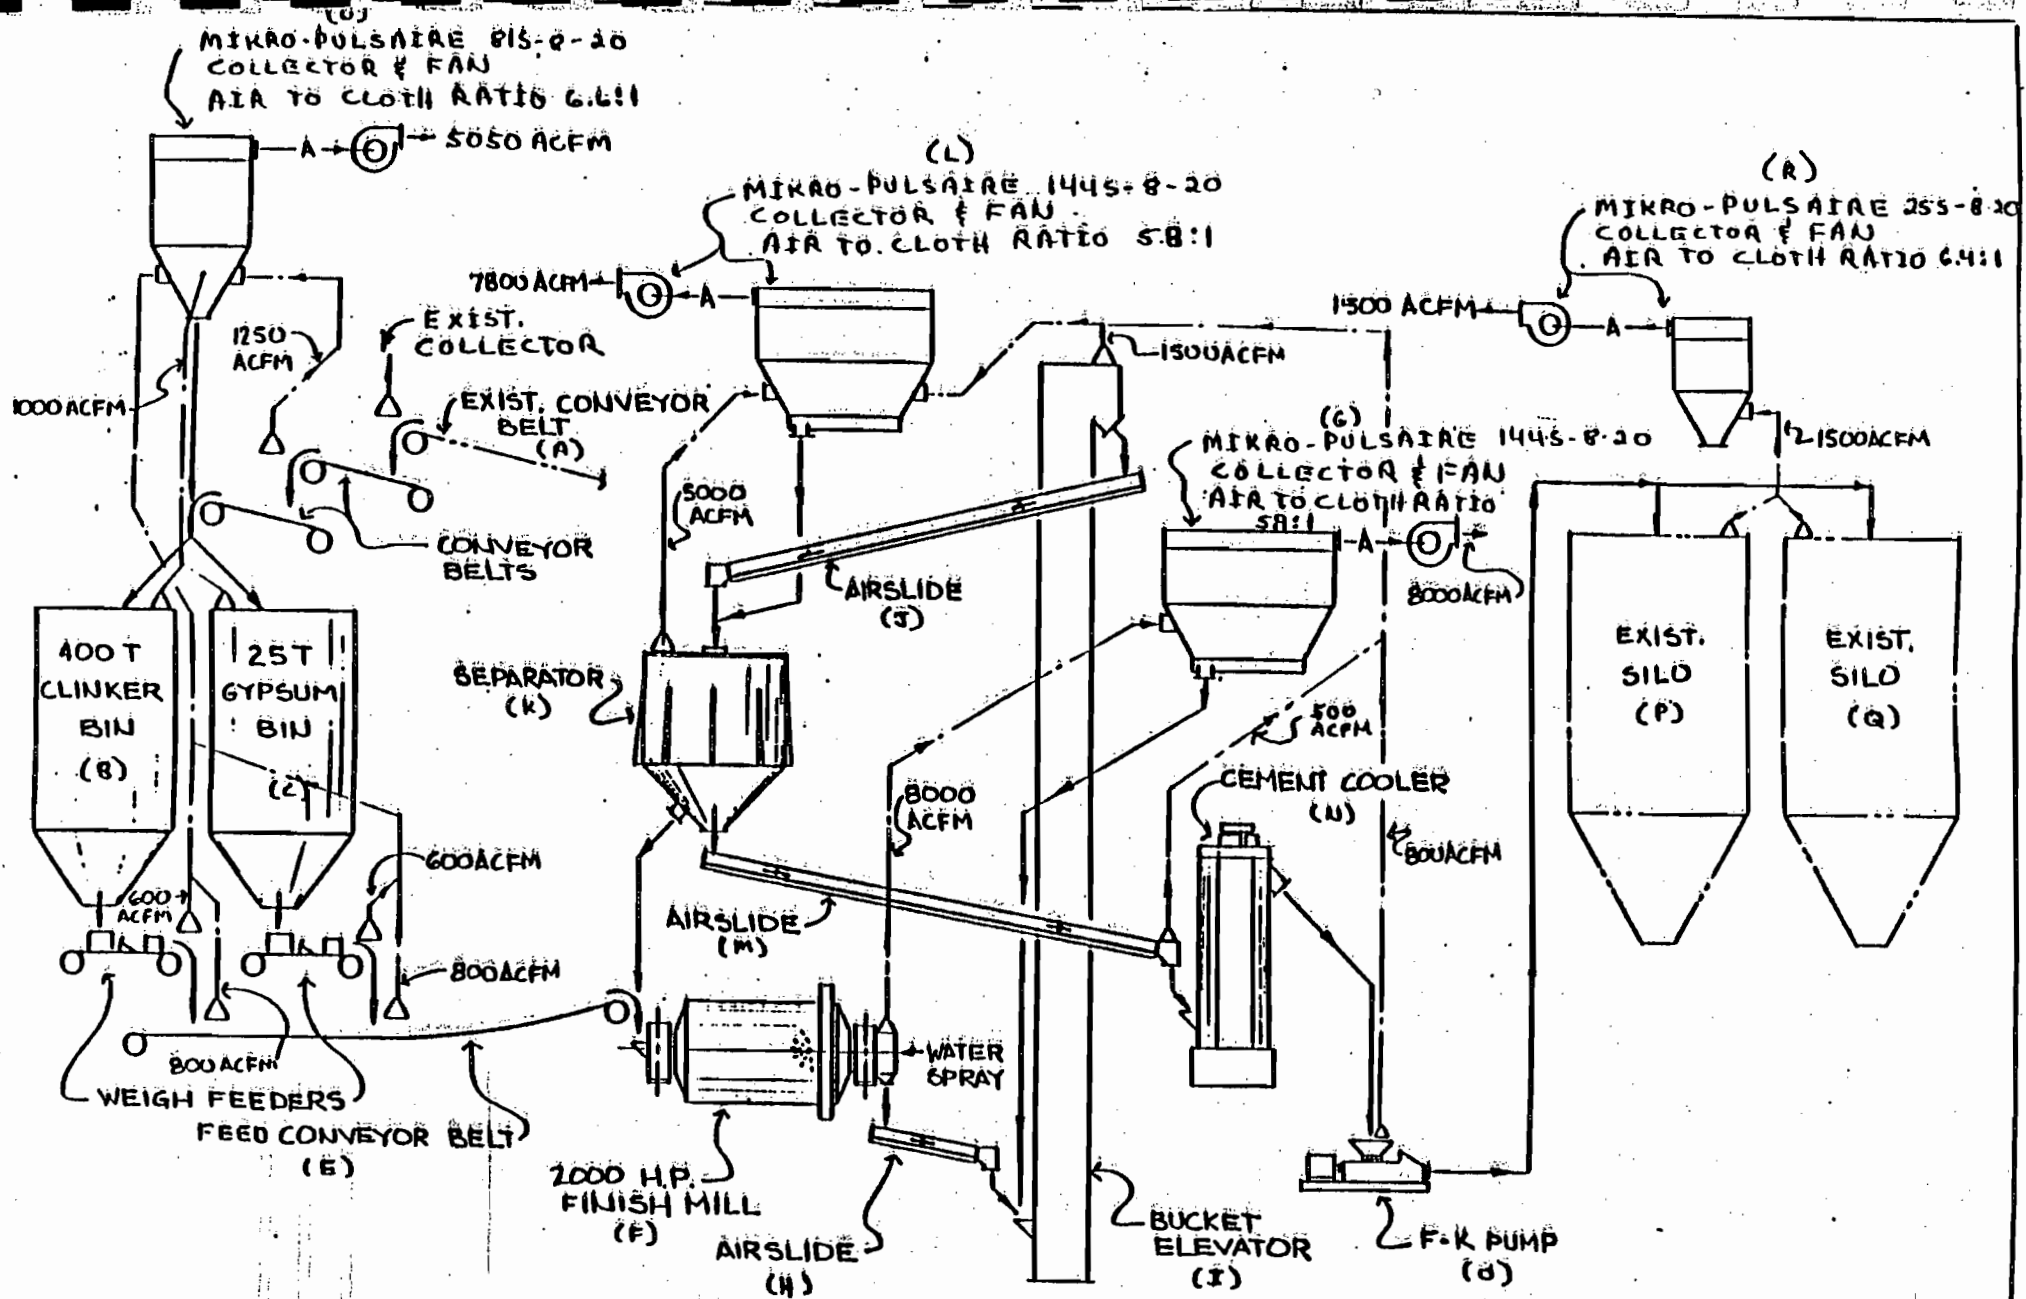 MIKRO-PULSAIRE 81S-8-20
COLLECTOR & FAN
AIR TO CLOTH RATIO 6.6:1
A
5050 ACFM
(L)
MIKRO-PULSAIRE 144S-8-20
COLLECTOR & FAN
AIR TO CLOTH RATIO 5.8:1
7800 ACFM
A
(R)
MIKRO-PULSAIRE 25S-8-20
COLLECTOR & FAN
AIR TO CLOTH RATIO 6.4:1
1500 ACFM
A
1250
ACFM
EXIST.
COLLECTOR
1500 ACFM
1000 ACFM
EXIST. CONVEYOR
BELT
(A)
(G)
MIKRO-PULSAIRE 144S-8-20
COLLECTOR & FAN
AIR TO CLOTH RATIO
5.8:1
1500 ACFM
5000
ACFM
A
8000 ACFM
CONVEYOR
BELTS
AIRSLIDE
(J)
400 T
CLINKER
BIN
(B)
125 T
GYPSUM
BIN
(C)
SEPARATOR
(K)
EXIST.
SILO
(P)
EXIST.
SILO
(Q)
500
ACFM
8000
ACFM
CEMENT COOLER
(N)
800 ACFM
600 ACFM
600
ACFM
AIRSLIDE
(M)
800 ACFM
WATER
SPRAY
800 ACFM
WEIGH FEEDERS
FEED CONVEYOR BELT
(E)
2000 H.P.
FINISH MILL
(F)
AIRSLIDE
(H)
BUCKET
ELEVATOR
(I)
F-K PUMP
(O)